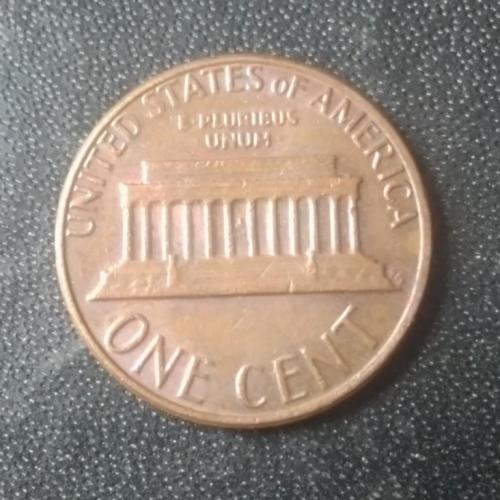 UNITED STATES OF AMERICA
E·PLURIBUS
UNUM
ONE CENT